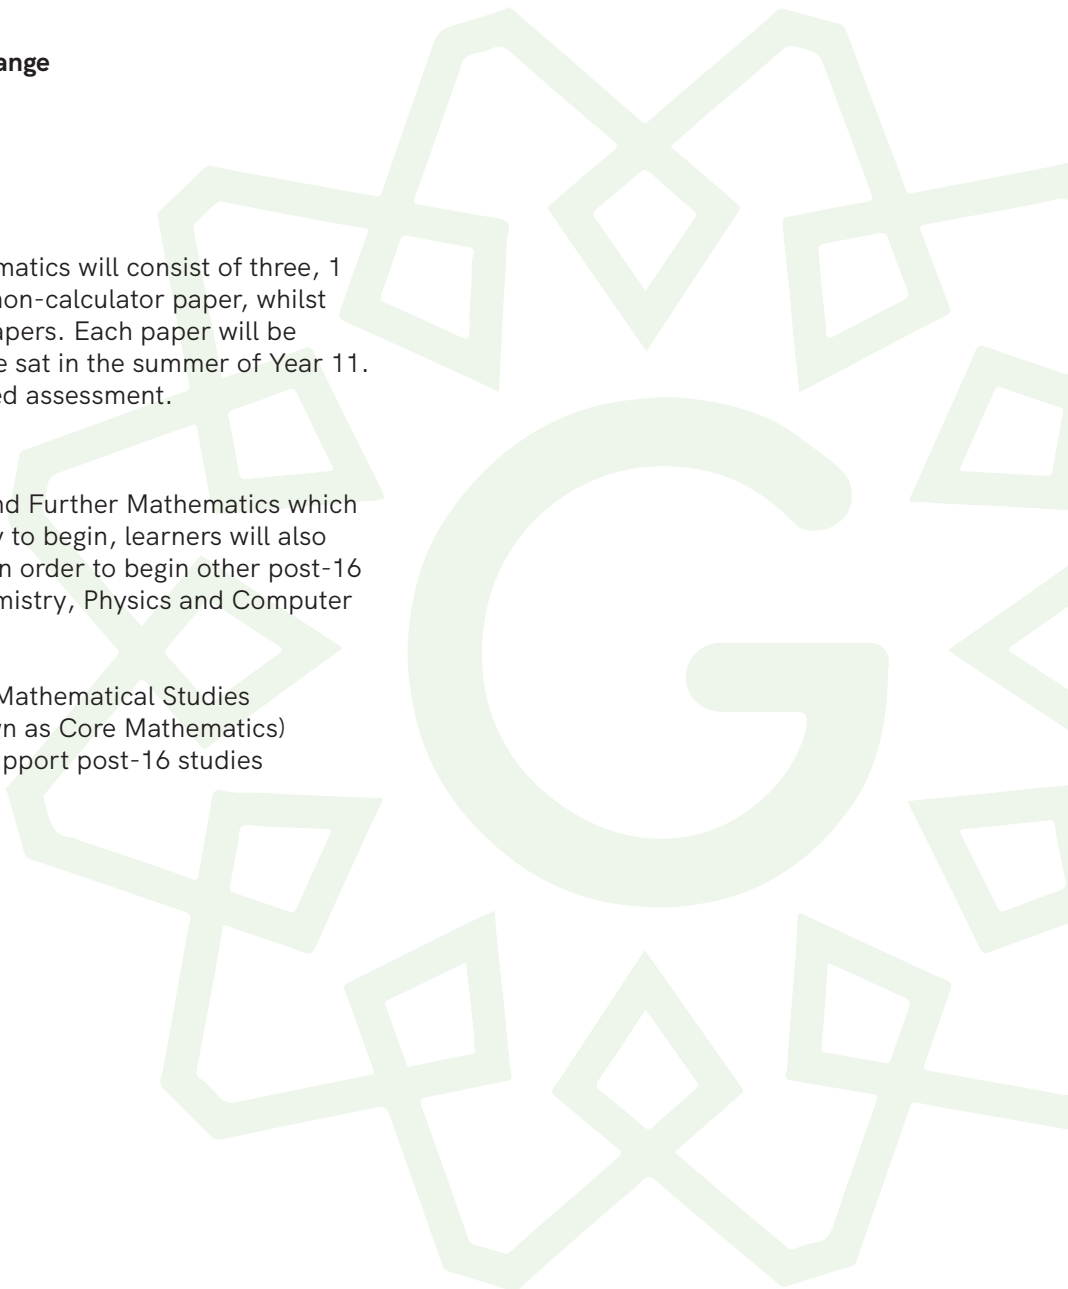 ange
matics will consist of three, 1
non-calculator paper, whilst
apers. Each paper will be
e sat in the summer of Year 11.
ed assessment.
nd Further Mathematics which
y to begin, learners will also
n order to begin other post-16
mistry, Physics and Computer
Mathematical Studies
wn as Core Mathematics)
pport post-16 studies
G